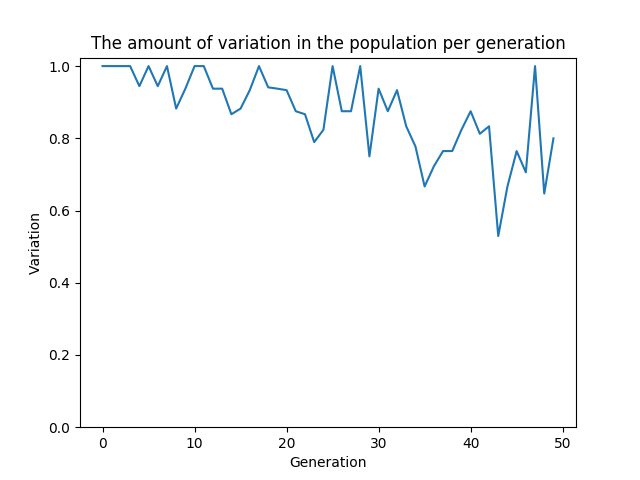 The amount of variation in the population per generation
1.0
0.8
0.6
0.4
0.2
0.0
Variation
0 10 20 30 40 50
Generation